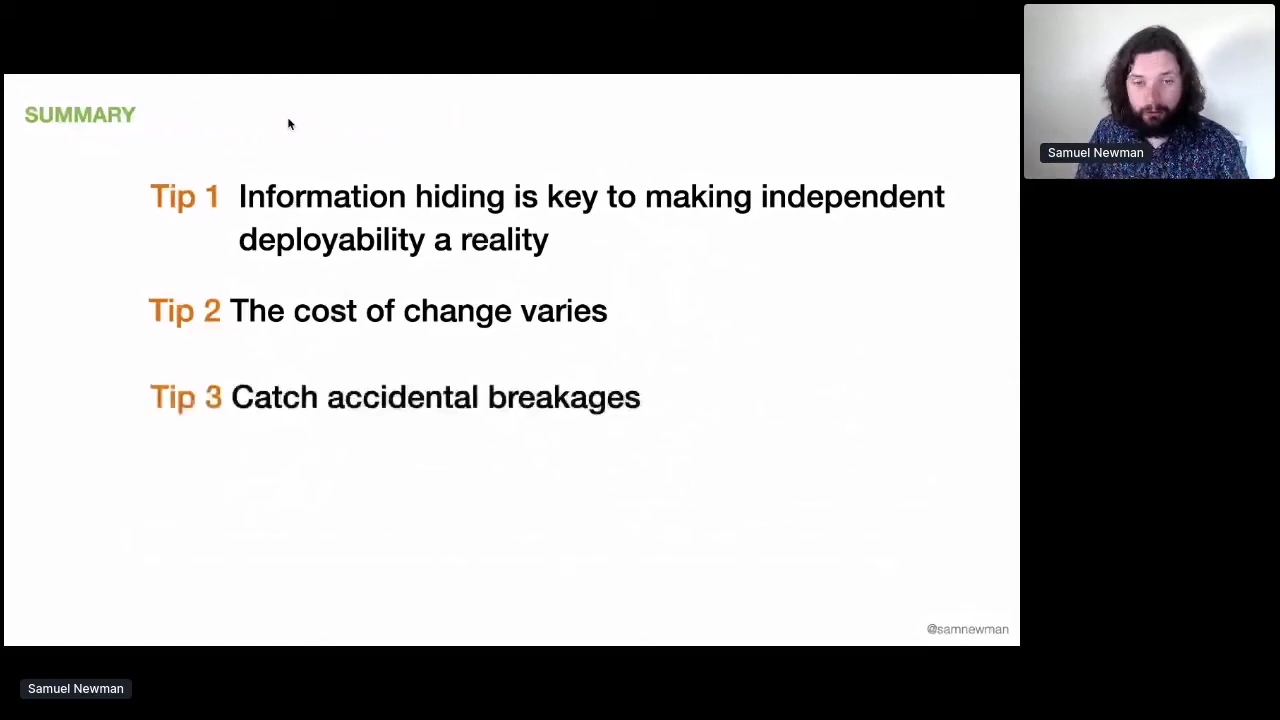 SUMMARY
Tip 1 Information hiding is key to making independent
deployability a reality
Tip 2 The cost of change varies
Tip 3 Catch accidental breakages
@samnewman
Samuel Newman
Samuel Newman